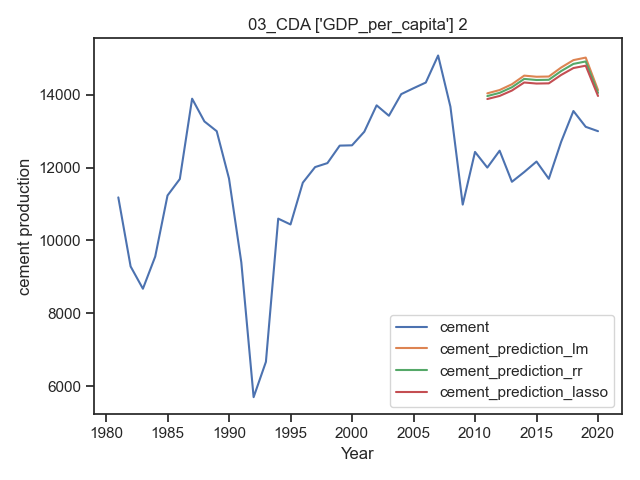 03_CDA ['GDP_per_capita'] 2
14000
12000
10000
8000
6000
cement production
cement
cement_prediction_lm
cement_prediction_rr
cement_prediction_lasso
1980 1985 1990 1995 2000 2005 2010 2015 2020
Year